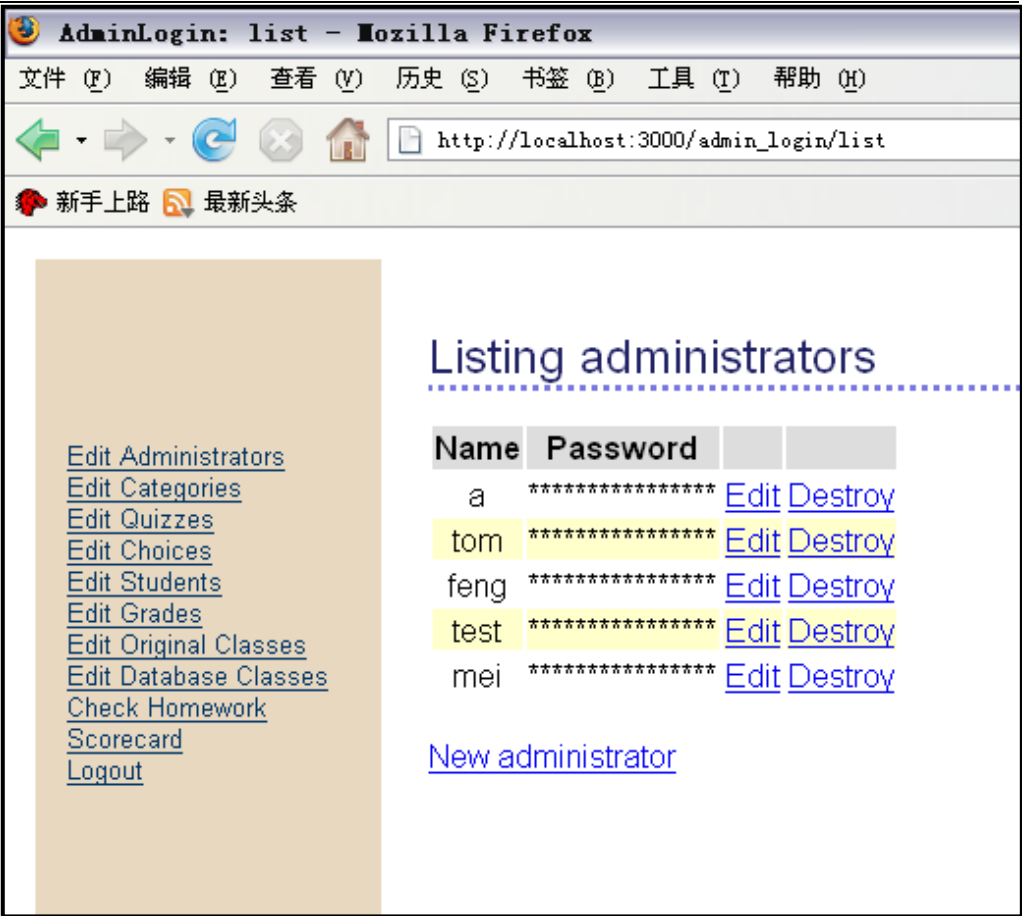 AdminLogin: list - Mozilla Firefox
文件 (F) 编辑 (E) 查看 (V) 历史 (S) 书签 (B) 工具 (T) 帮助 (H)
http://localhost:3000/admin_login/list
新手上路 最新头条
Listing administrators
Edit Administrators
Edit Categories
Edit Quizzes
Edit Choices
Edit Students
Edit Grades
Edit Original Classes
Edit Database Classes
Check Homework
Scorecard
Logout
Name Password
a **************** Edit Destroy
tom **************** Edit Destroy
feng **************** Edit Destroy
test **************** Edit Destroy
mei **************** Edit Destroy
New administrator